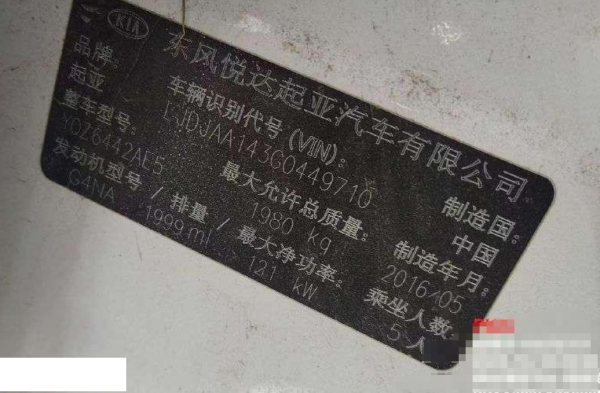 KIA
东风悦达起亚汽车有限公司
品牌: 车辆识别代号(VIN): 制造国:
起亚 LJDJAA143G0449710 中国
整车型号: 最大允许总质量: 制造年月:
YQZ6442AE5 1980 kg 2016/05
发动机型号/排量/最大净功率: 乘坐人数:
G4NA 1999ml 121 kW 5人